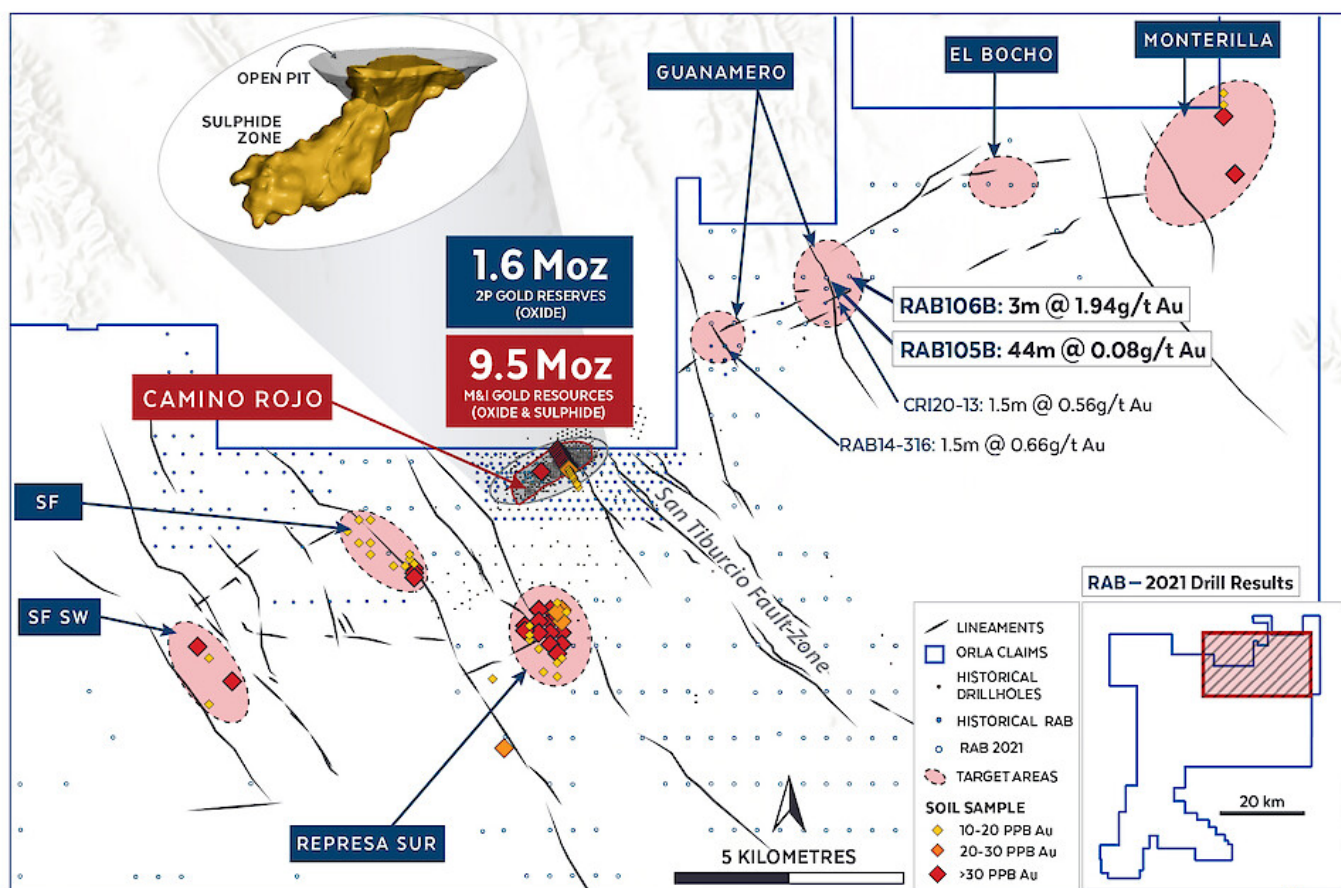 OPEN PIT
SULPHIDE
ZONE
GUANAMERO
EL BOCHO
MONTERILLA
1.6 Moz
2P GOLD RESERVES
(OXIDE)
9.5 Moz
M&I GOLD RESOURCES
(OXIDE & SULPHIDE)
RAB106B: 3m @ 1.94g/t Au
RAB105B: 44m @ 0.08g/t Au
CRI20-13: 1.5m @ 0.56g/t Au
RAB14-316: 1.5m @ 0.66g/t Au
CAMINO ROJO
SF
SF SW
San Tiburcio Fault-Zone
REPRESA SUR
5 KILOMETRES
LINEAMENTS
ORLA CLAIMS
HISTORICAL
DRILLHOLES
HISTORICAL RAB
RAB 2021
TARGET AREAS
SOIL SAMPLE
10-20 PPB Au
20-30 PPB Au
>30 PPB Au
RAB – 2021 Drill Results
20 km